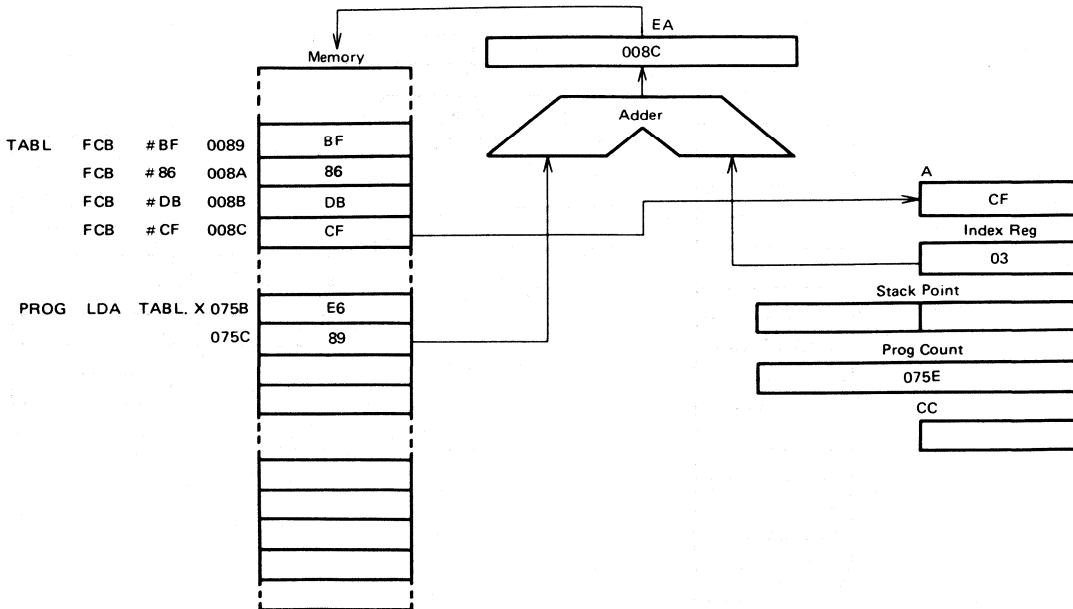 EA
008C
Memory
Adder
TABL FCB #BF 0089 BF
FCB #86 008A 86
FCB #DB 008B DB
FCB #CF 008C CF
A
CF
Index Reg
03
PROG LDA TABL. X 075B E6
075C 89
Stack Point
Prog Count
075E
CC